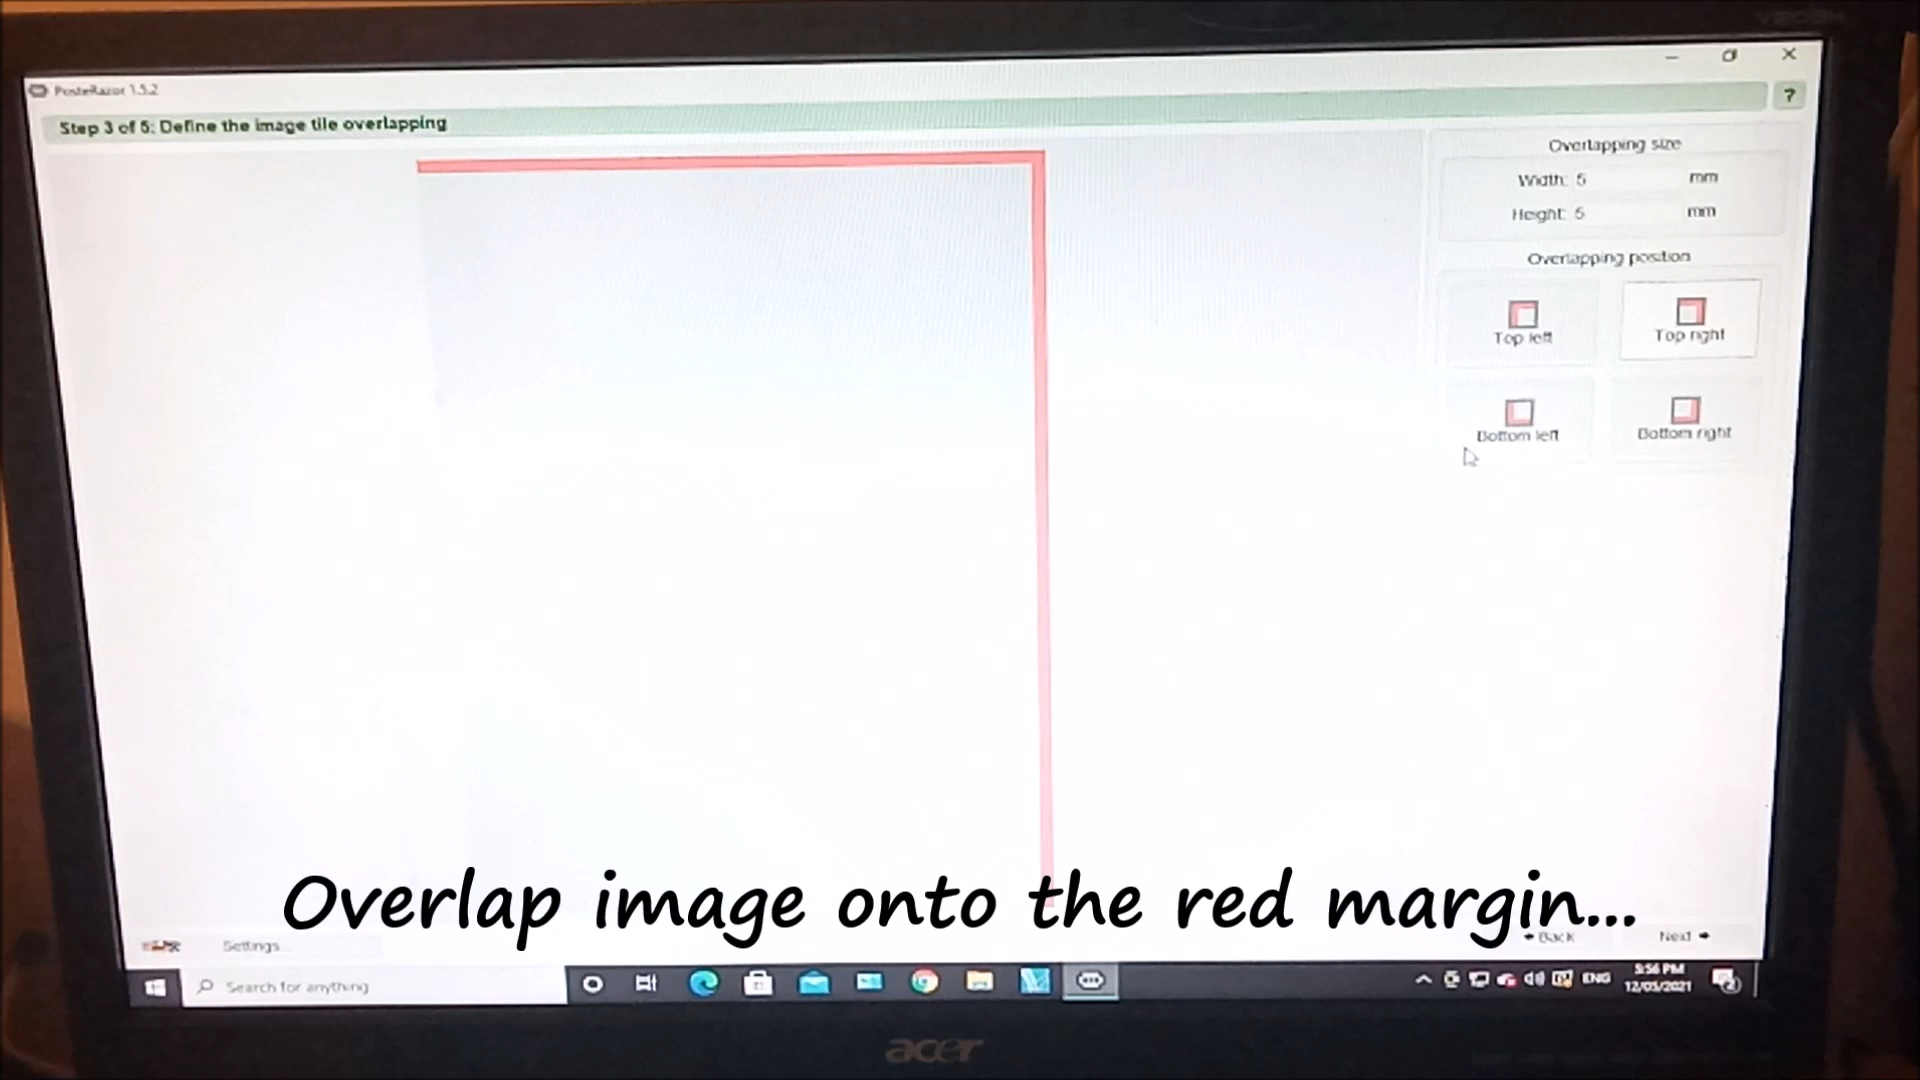 PosteRazor 1.5.2
Step 3 of 5: Define the image tile overlapping
?
Overlapping size
Width: 5 mm
Height: 5 mm
Overlapping position
Top left
Top right
Bottom left
Bottom right
Overlap image onto the red margin...
Settings...
Back
Next
Search for anything
ENG
5:56 PM
12/05/2021
2
acer